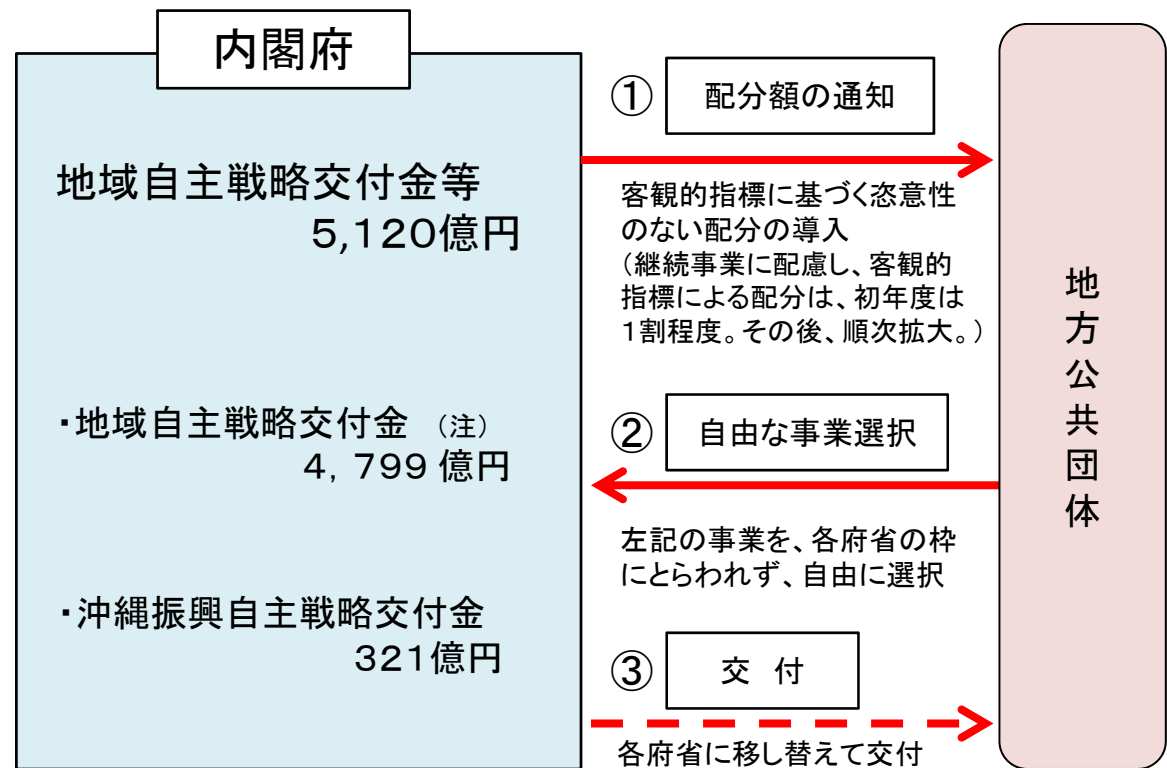 内閣府
地域自主戦略交付金等
5,120億円
・地域自主戦略交付金 (注)
4,799億円
・沖縄振興自主戦略交付金
321億円
① 配分額の通知
客観的指標に基づく恣意性
のない配分の導入
(継続事業に配慮し、客観的
指標による配分は、初年度は
1割程度。その後、順次拡大。)
② 自由な事業選択
左記の事業を、各府省の枠
にとらわれず、自由に選択
③ 交 付
各府省に移し替えて交付
地方公共団体